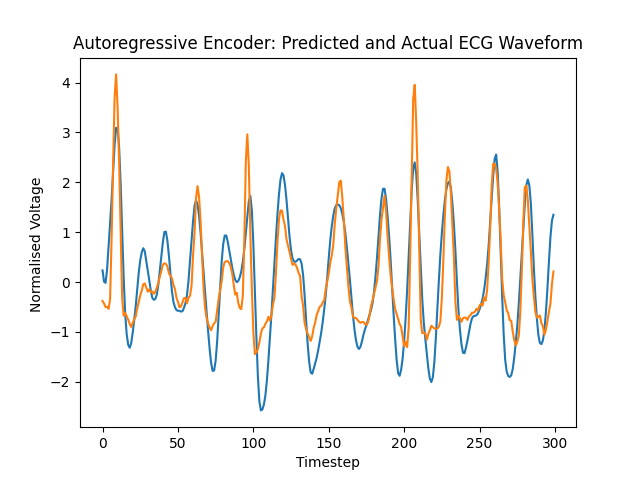 Autoregressive Encoder: Predicted and Actual ECG Waveform
4
3
2
1
0
−1
−2
Normalised Voltage
0 50 100 150 200 250 300
Timestep